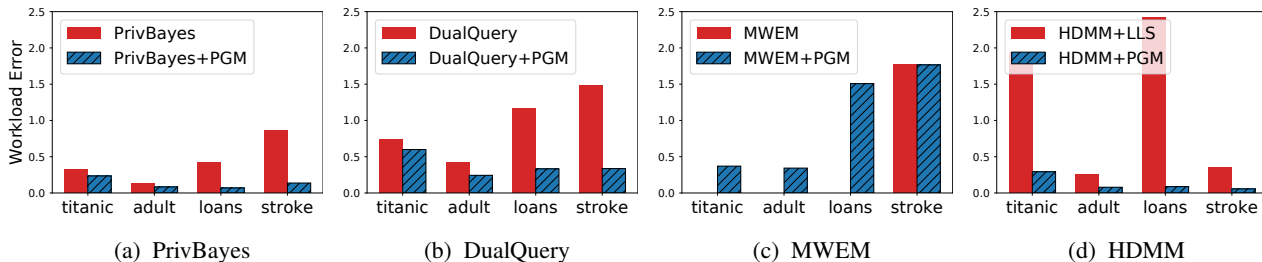 Workload Error
2.5
2.0
1.5
1.0
0.5
0.0
PrivBayes
PrivBayes+PGM
titanic adult loans stroke
(a) PrivBayes
2.5
2.0
1.5
1.0
0.5
0.0
DualQuery
DualQuery+PGM
titanic adult loans stroke
(b) DualQuery
2.5
2.0
1.5
1.0
0.5
0.0
MWEM
MWEM+PGM
titanic adult loans stroke
(c) MWEM
2.5
2.0
1.5
1.0
0.5
0.0
HDMM+LLS
HDMM+PGM
titanic adult loans stroke
(d) HDMM